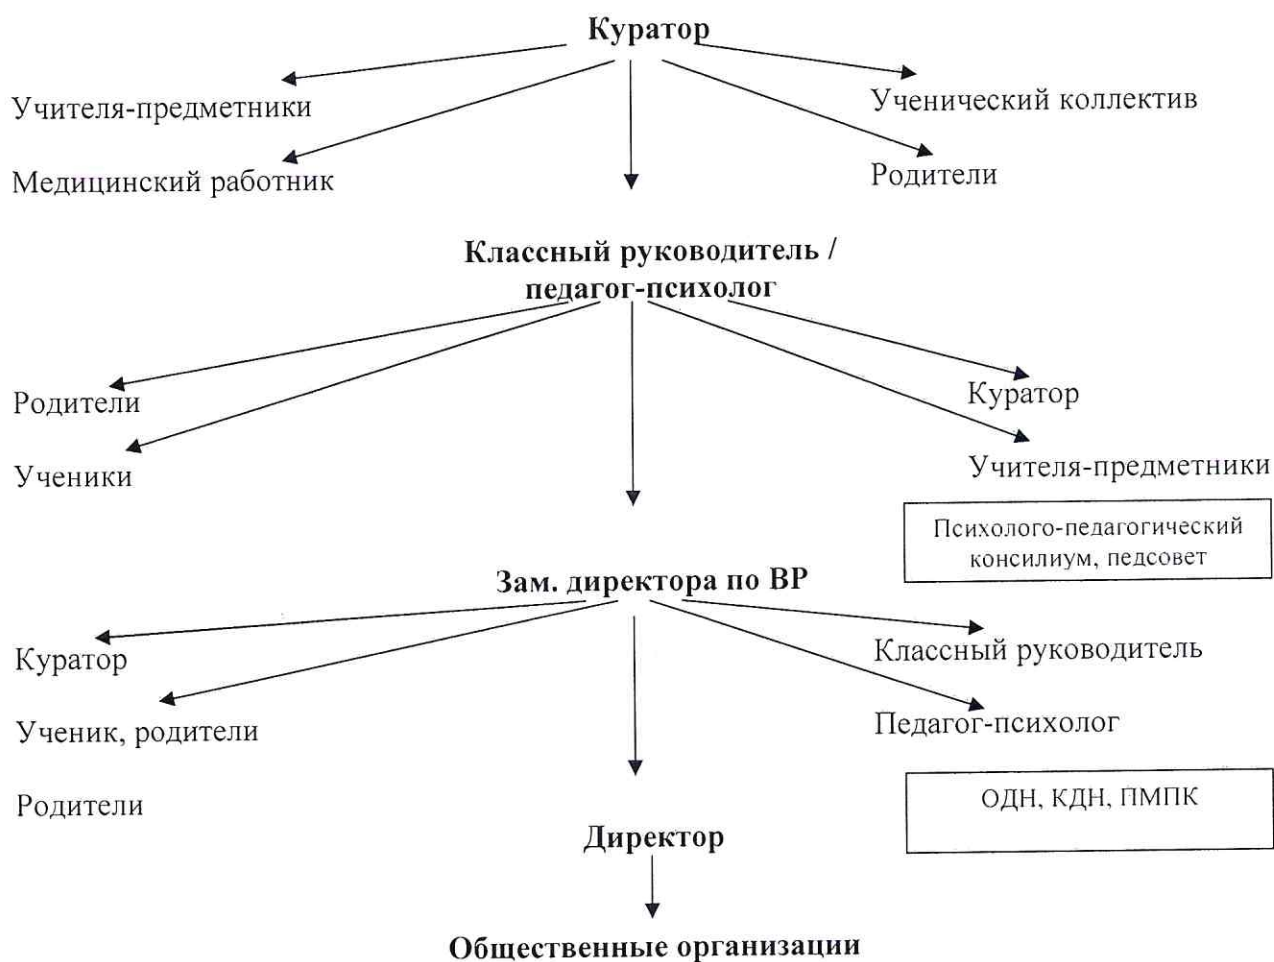 Куратор
Учителя-предметники
Ученический коллектив
Медицинский работник
Родители
Классный руководитель /
педагог-психолог
Родители
Куратор
Ученики
Учителя-предметники
Психолого-педагогический
консилиум, педсовет
Зам. директора по ВР
Куратор
Классный руководитель
Ученик, родители
Педагог-психолог
Родители
ОДН, КДН, ПМПК
Директор
Общественные организации